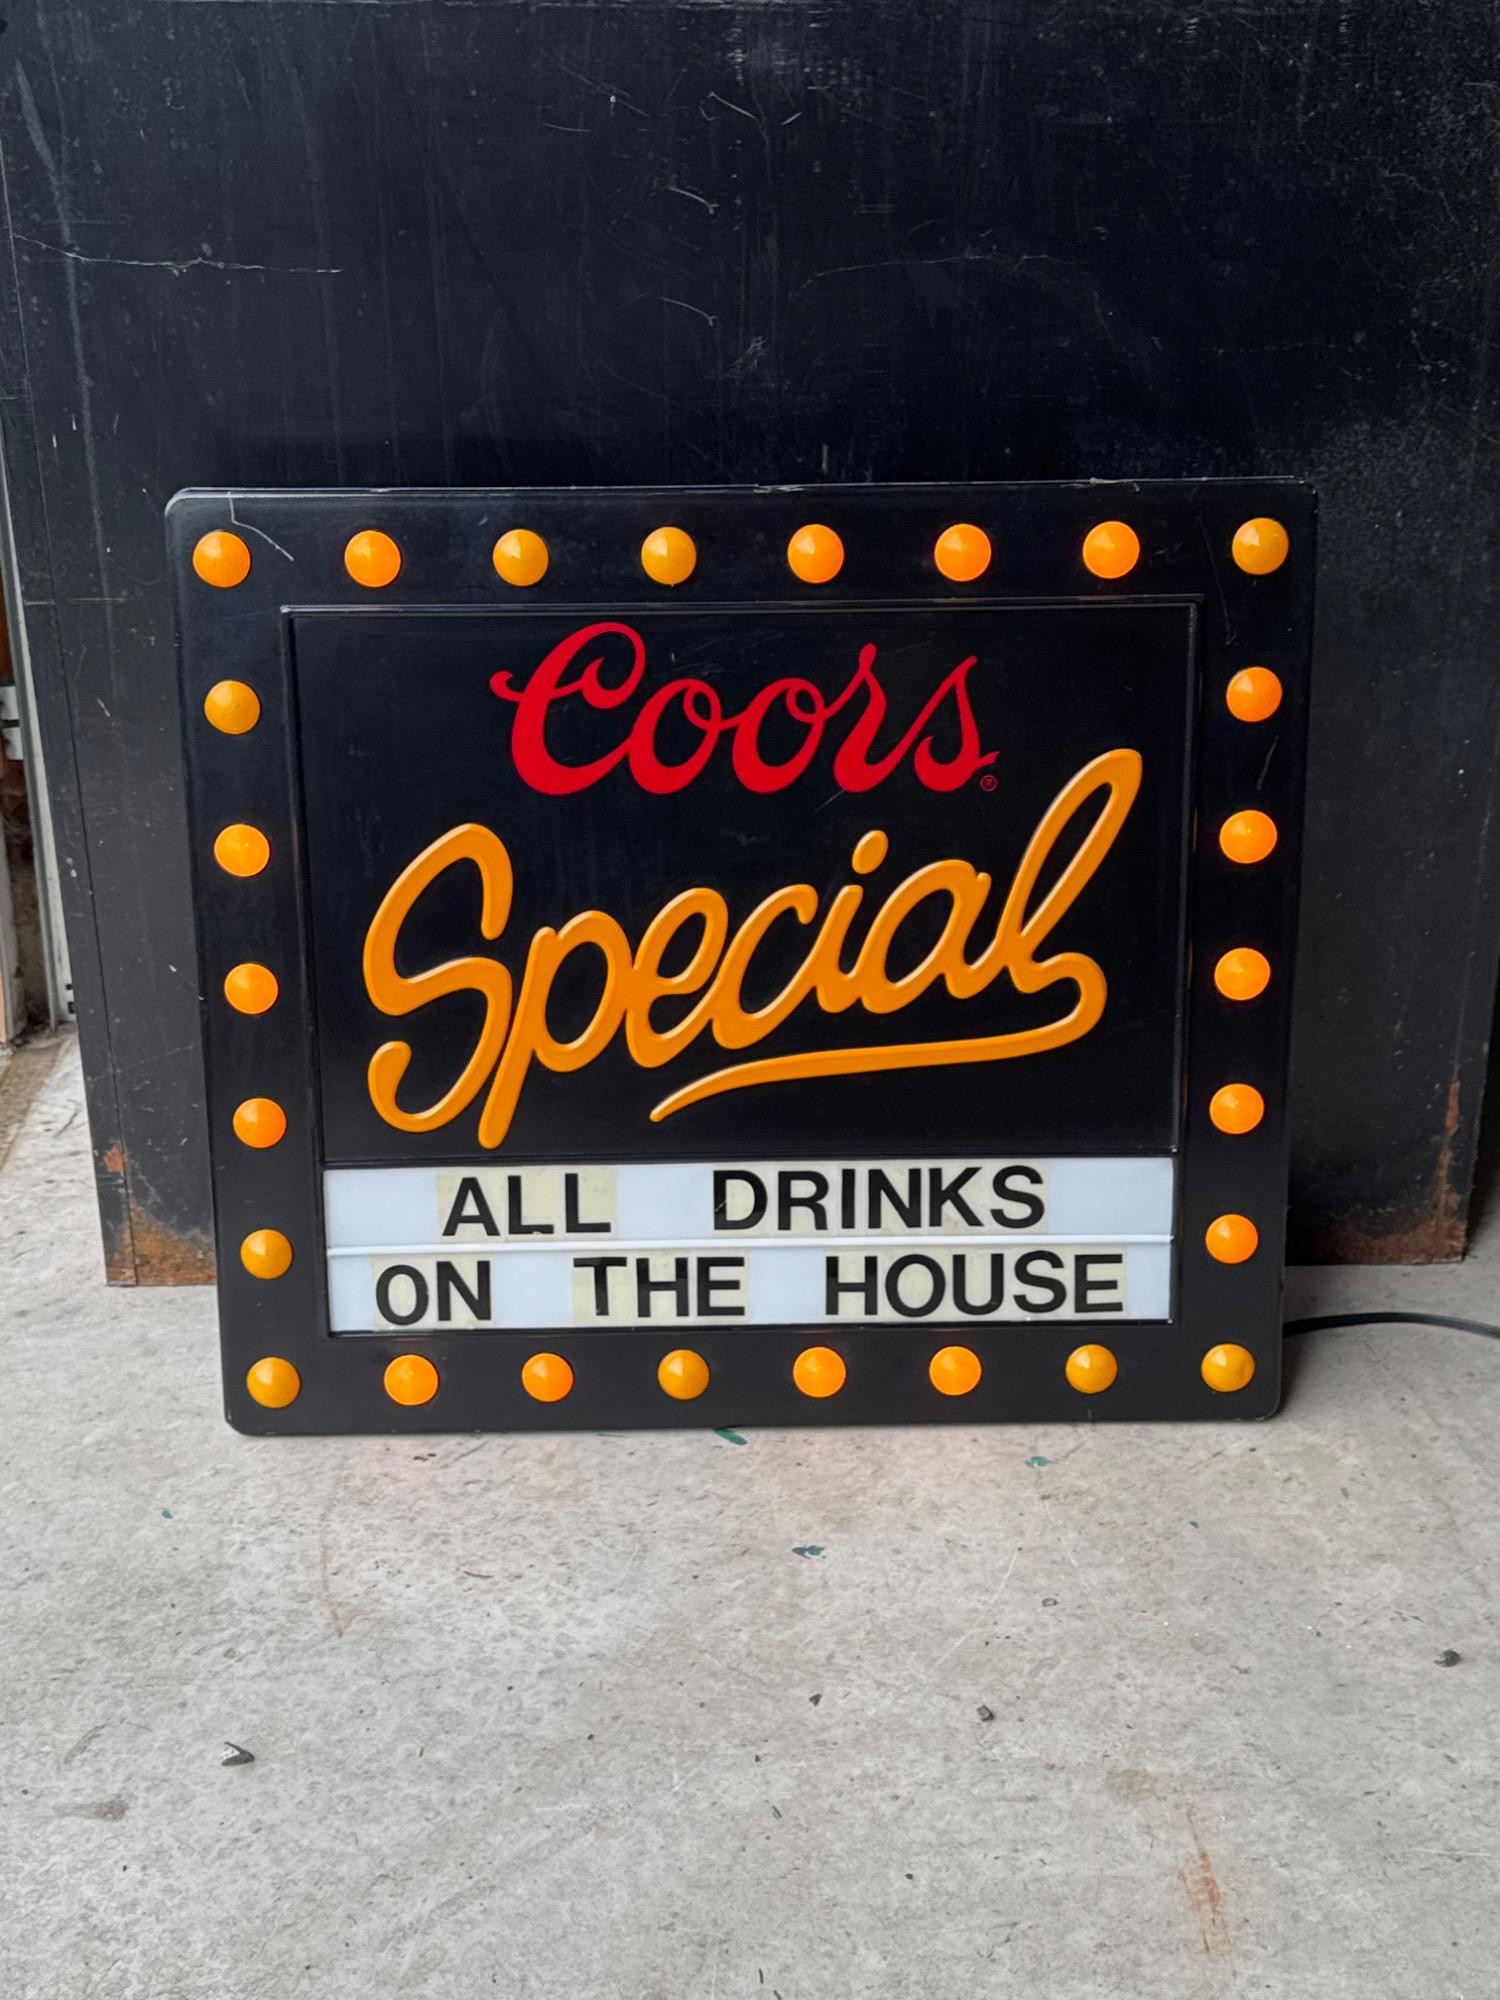 Coors®
Special
ALL DRINKS
ON THE HOUSE